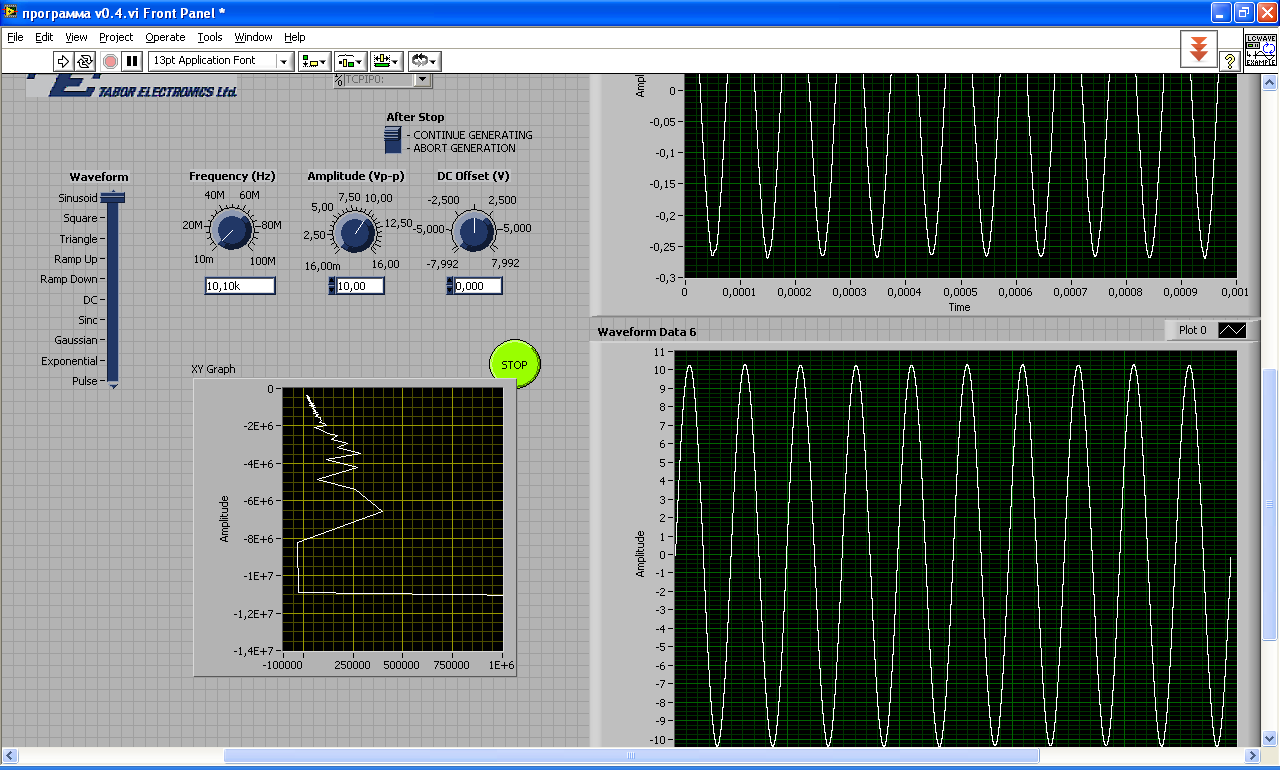 программа v0.4.vi Front Panel *
File Edit View Project Operate Tools Window Help
13pt Application Font
LCWAVE
EXAMPLE
TABOR ELECTRONICS Ltd.
TCPIP0:
After Stop
- CONTINUE GENERATING
- ABORT GENERATION
Waveform
Sinusoid
Square
Triangle
Ramp Up
Ramp Down
DC
Sinc
Gaussian
Exponential
Pulse
Frequency (Hz)
40M 60M
20M 80M
10m 100M
10,10k
Amplitude (Vp-p)
7,50 10,00
5,00
12,50
2,50
16,00m 16,00
10,00
DC Offset (V)
-2,500 2,500
-5,000 5,000
-7,992 7,992
0,000
STOP
XY Graph
Amplitude
0
-2E+6
-4E+6
-6E+6
-8E+6
-1E+7
-1,2E+7
-1,4E+7
-100000 250000 500000 750000 1E+6
0
-0,05
-0,1
-0,15
-0,2
-0,25
-0,3
0 0,0001 0,0002 0,0003 0,0004 0,0005 0,0006 0,0007 0,0008 0,0009 0,001
Time
Waveform Data 6
Plot 0
Amplitude
11
10
9
8
7
6
5
4
3
2
1
0
-1
-2
-3
-4
-5
-6
-7
-8
-9
-10